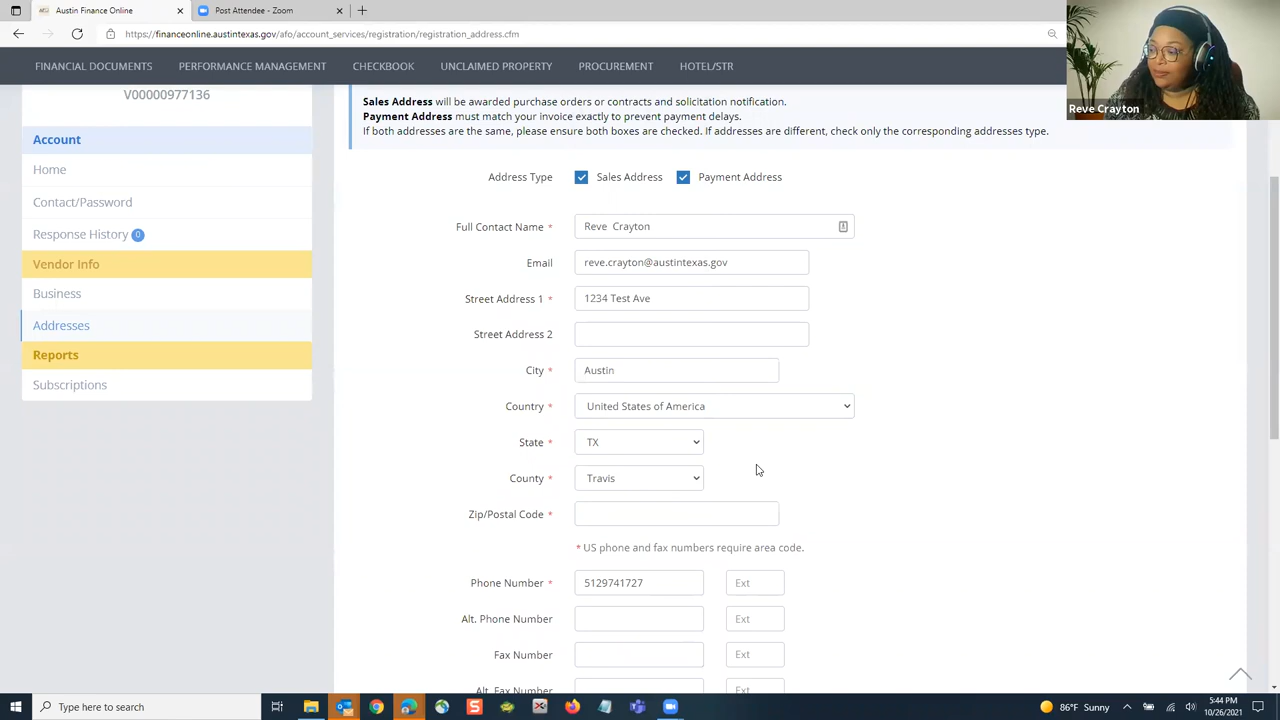 Austin Finance Online
Post Attendee - Zoom
https://financeonline.austintexas.gov/afo/account_services/registration/registration_address.cfm
FINANCIAL DOCUMENTS PERFORMANCE MANAGEMENT CHECKBOOK UNCLAIMED PROPERTY PROCUREMENT HOTEL/STR
Reve Crayton
V00000977136
Account
Home
Contact/Password
Response History 0
Vendor Info
Business
Addresses
Reports
Subscriptions
Sales Address will be awarded purchase orders or contracts and solicitation notification.
Payment Address must match your invoice exactly to prevent payment delays.
If both addresses are the same, please ensure both boxes are checked. If addresses are different, check only the corresponding addresses type.
Address Type Sales Address Payment Address
Full Contact Name * Reve Crayton
Email reve.crayton@austintexas.gov
Street Address 1 * 1234 Test Ave
Street Address 2
City * Austin
Country * United States of America
State * TX
County * Travis
Zip/Postal Code *
* US phone and fax numbers require area code.
Phone Number * 5129741727 Ext
Alt. Phone Number Ext
Fax Number Ext
Alt. Fax Number Ext
Type here to search
86°F Sunny
5:44 PM
10/26/2021